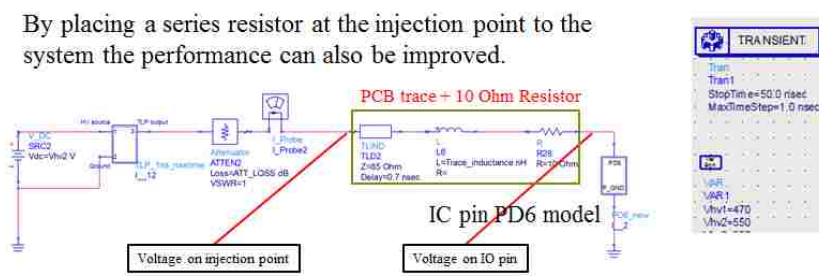 By placing a series resistor at the injection point to the
system the performance can also be improved.
TRANSIENT
Tran
Tran1
StopTime=50.0 nsec
MaxTimeStep=1.0 nsec
PCB trace + 10 Ohm Resistor
HV source
TLP output
Ground
V_DC
SRC2
Vdc=Vhv2 V
Attenuator
ATTEN2
Loss=ATT_LOSS dB
VSWR=1
I_Probe
I_Probe2
TLIND
TLD2
Z=65 Ohm
Delay=0.7 nsec
L
L6
L=Trace_inductance nH
R=
R
R28
R=10 Ohm
PD6
P_GND
IC pin PD6 model
PD6_new
VAR
VAR1
Vhv1=470
Vhv2=550
Voltage on injection point
Voltage on IO pin